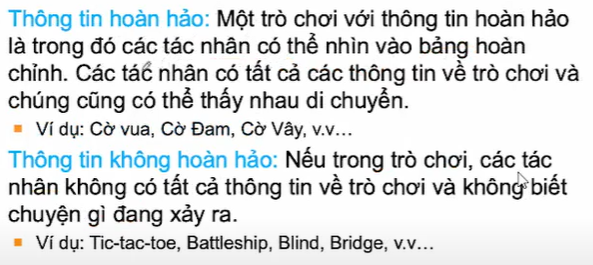 Thông tin hoàn hảo: Một trò chơi với thông tin hoàn hảo
là trong đó các tác nhân có thể nhìn vào bảng hoàn
chỉnh. Các tác nhân có tất cả các thông tin về trò chơi và
chúng cũng có thể thấy nhau di chuyển.
Ví dụ: Cờ vua, Cờ Đam, Cờ Vây, v.v…
Thông tin không hoàn hảo: Nếu trong trò chơi, các tác
nhân không có tất cả thông tin về trò chơi và không biết
chuyện gì đang xảy ra.
Ví dụ: Tic-tac-toe, Battleship, Blind, Bridge, v.v…